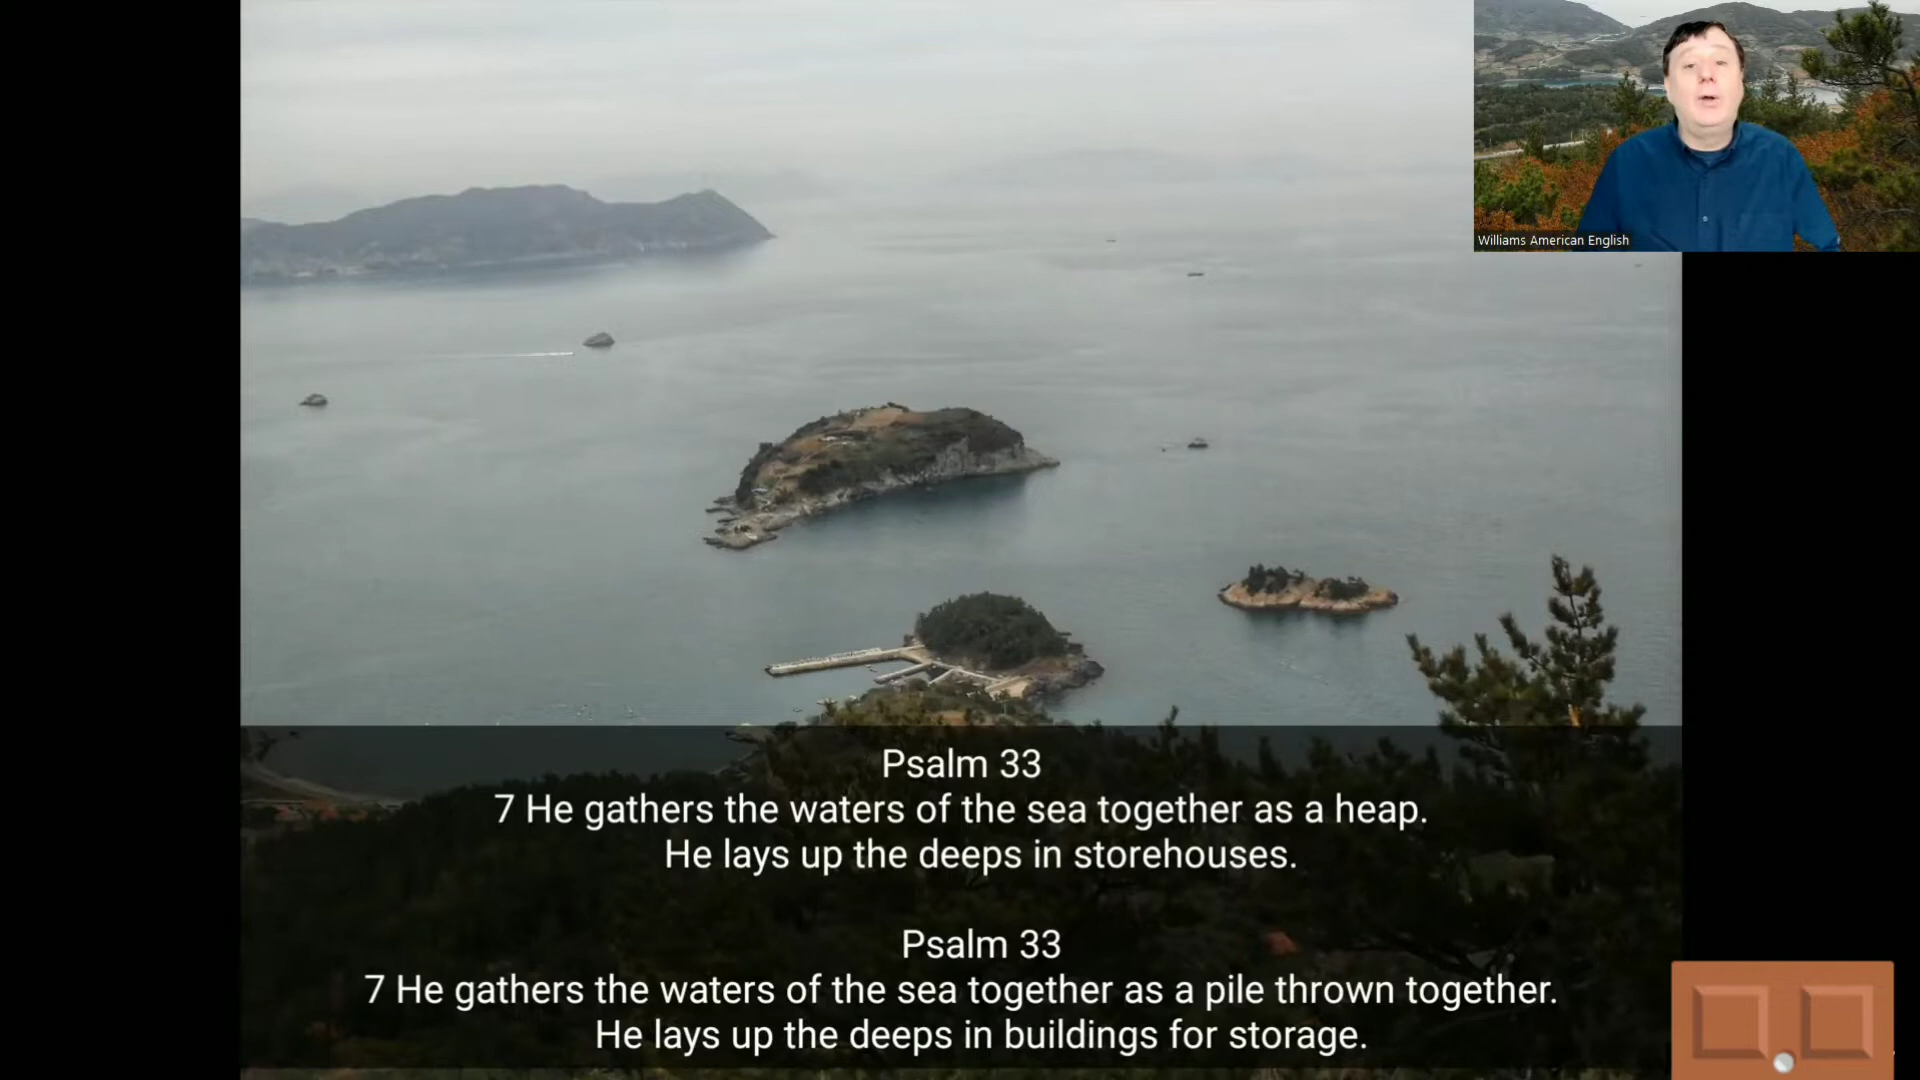 Williams American English
Psalm 33
7 He gathers the waters of the sea together as a heap.
He lays up the deeps in storehouses.
Psalm 33
7 He gathers the waters of the sea together as a pile thrown together.
He lays up the deeps in buildings for storage.